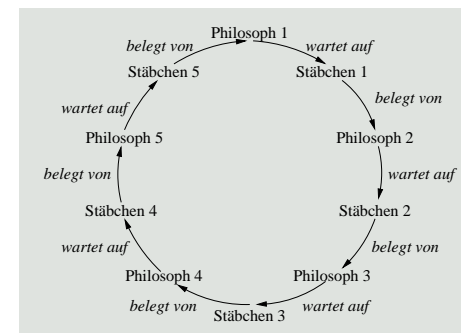 Philosoph 1
belegt von
wartet auf
Stäbchen 5
Stäbchen 1
wartet auf
belegt von
Philosoph 5
Philosoph 2
belegt von
wartet auf
Stäbchen 4
Stäbchen 2
wartet auf
belegt von
Philosoph 4
Philosoph 3
belegt von
wartet auf
Stäbchen 3